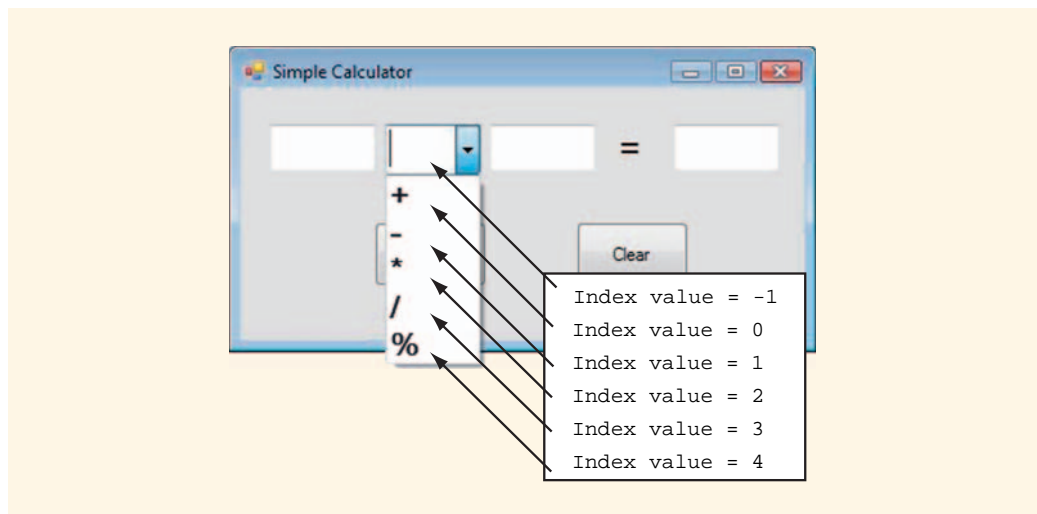 Simple Calculator
=
+
-
*
/
%
Clear
Index value = -1
Index value = 0
Index value = 1
Index value = 2
Index value = 3
Index value = 4